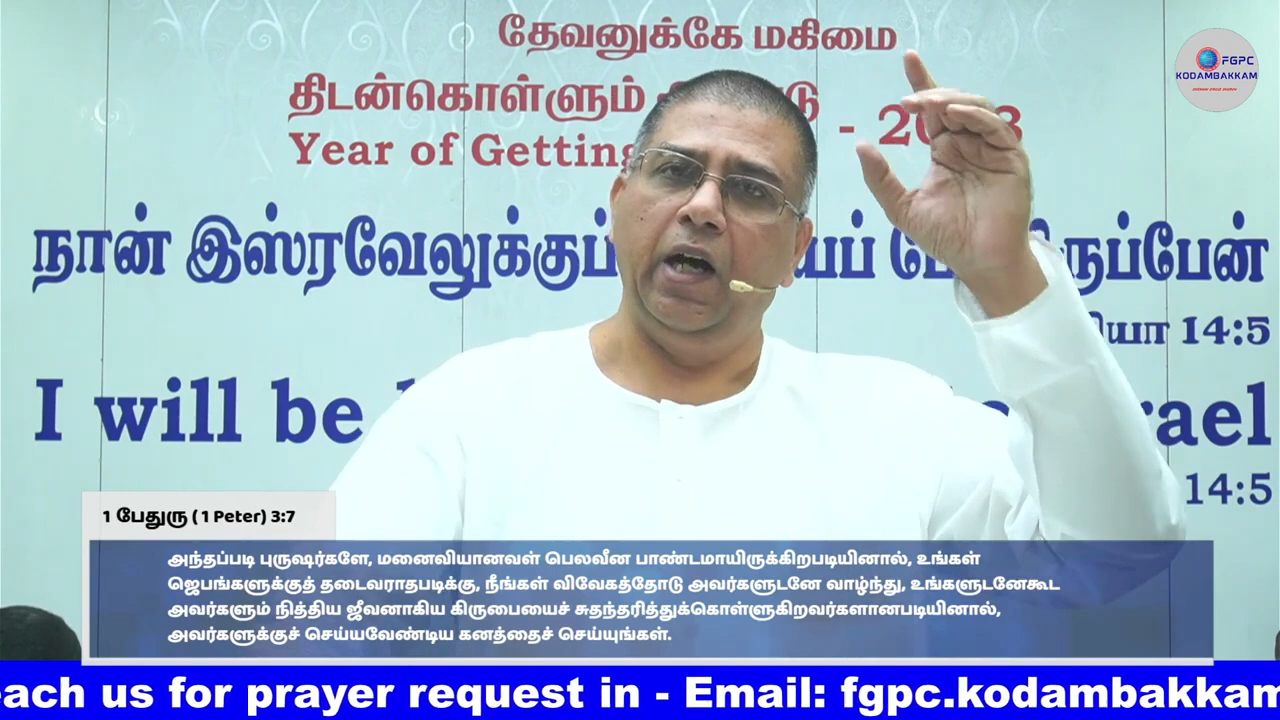 தேவனுக்கே மகிமை
திடன்கொள்ளும் - 20 3
Year of Getting
நான் இஸ்ரவேலுக்குப்
I will be
14:5
14:5
FGPC
KODAMBAKKAM
1 பேதுரு ( 1 Peter) 3:7
அந்தப்படி புருஷர்களே, மனைவியானவள் பெலவீன பாண்டமாயிருக்கிறபடியினால், உங்கள்
ஜெபங்களுக்குத் தடைவராதபடிக்கு, நீங்கள் விவேகத்தோடு அவர்களுடனே வாழ்ந்து, உங்களுடனேகூட
அவர்களும் நித்திய ஜீவனாகிய கிருபையைச் சுதந்தரித்துக்கொள்ளுகிறவர்களானபடியினால்,
அவர்களுக்குச் செய்யவேண்டிய கனத்தைச் செய்யுங்கள்.
each us for prayer request in - Email: fgpc.kodambakkam